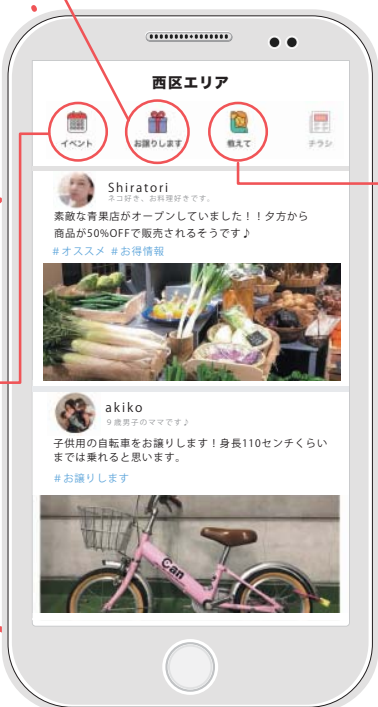 西区エリア
イベント
お譲りします
教えて
チラシ
Shiratori
ネコ好き、お料理好きです。
素敵な青果店がオープンしていました!!夕方から
商品が50%OFFで販売されるそうです♪
#オススメ #お得情報
akiko
9歳男子のママです♪
子供用の自転車をお譲りします!身長110センチくらい
までは乗れると思います。
#お譲りします
Can